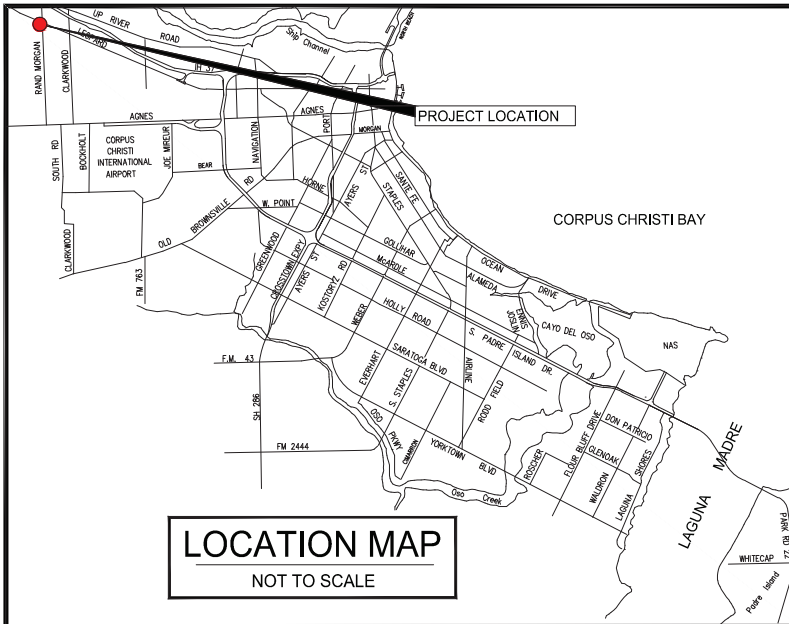 UP RIVER
ROAD
Ship Channel
NORTH BEACH
RAND MORGAN
CLARKWOOD
LEOPARD
IH 37
AGNES
AGNES
PORT
PROJECT LOCATION
MORGAN
SOUTH RD
BOCKHOLT
CORPUS
CHRISTI
INTERNATIONAL
AIRPORT
JOE MIREUR
BEAR
NAVIGATION
HORNE
AYERS ST
STAPLES
SANTE FE
CORPUS CHRISTI BAY
CLARKWOOD
OLD BROWNSVILLE RD
W. POINT
GREENWOOD
CROSSTOWN EXPY
AYERS ST
KOSTORYZ RD
GOLLIHAR
McARDLE
OCEAN
DRIVE
ALAMEDA
FM 763
WEBER
HOLLY ROAD
S. PADRE
ISLAND DR.
ENNIS
JOSLIN
CAYO DEL OSO
NAS
F.M. 43
SARATOGA BLVD
EVERHART
S. STAPLES
AIRLINE
RODD FIELD
SH 286
OSO
PKWY
CIMARRON
YORKTOWN
BLVD
FM 2444
Oso Creek
ROSCHER
FLOUR BLUFF DRIVE
DON PATRICIO
GLENOAK
WALDRON
LAGUNA
SHORES
LAGUNA
MADRE
PARK RD 22
WHITECAP
Padre Island
LOCATION MAP
NOT TO SCALE